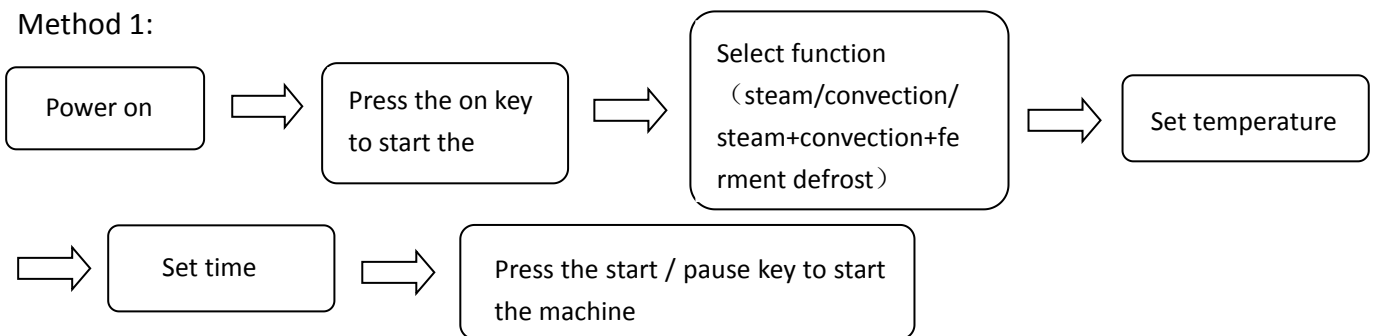 Method 1:
Power on
Press the on key
to start the
Select function
（steam/convection/
steam+convection+fe
rment defrost）
Set temperature
Set time
Press the start / pause key to start
the machine